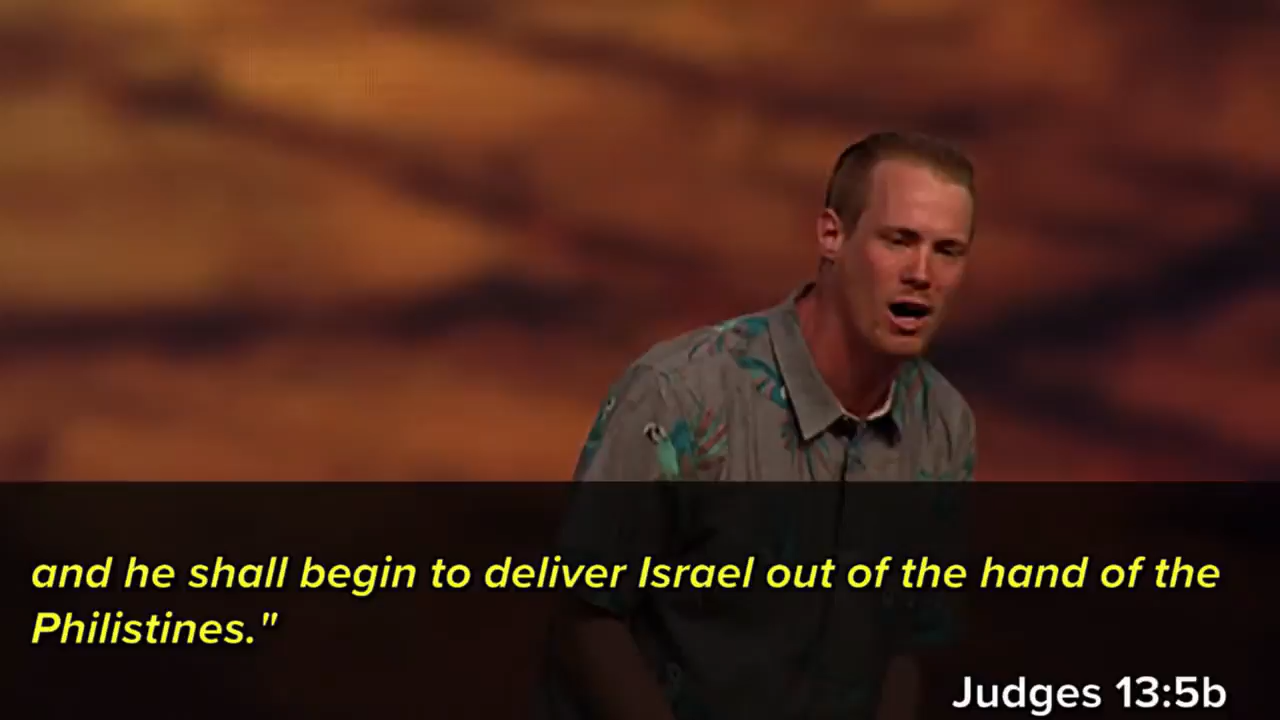 and he shall begin to deliver Israel out of the hand of the
Philistines."
Judges 13:5b